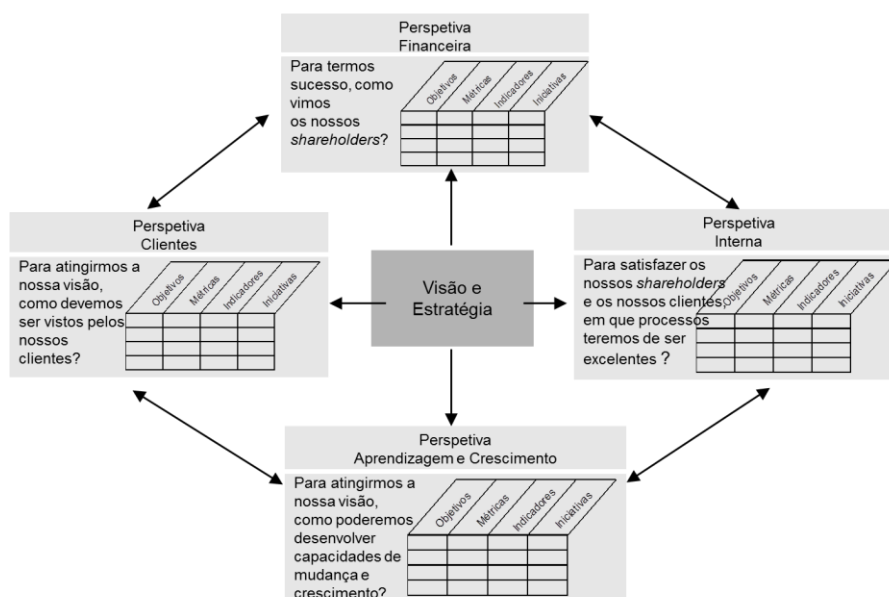 Perspetiva
Financeira
Para termos
sucesso, como
vimos
os nossos
shareholders?
Objetivos
Métricas
Indicadores
Iniciativas
Perspetiva
Clientes
Para atingirmos a
nossa visão,
como devemos
ser vistos pelos
nossos
clientes?
Objetivos
Métricas
Indicadores
Iniciativas
Visão e
Estratégia
Perspetiva
Interna
Para satisfazer os
nossos shareholders
e os nossos clientes,
em que processos
teremos de ser
excelentes ?
Objetivos
Métricas
Indicadores
Iniciativas
Perspetiva
Aprendizagem e Crescimento
Para atingirmos a
nossa visão,
como poderemos
desenvolver
capacidades de
mudança e
crescimento?
Objetivos
Métricas
Indicadores
Iniciativas